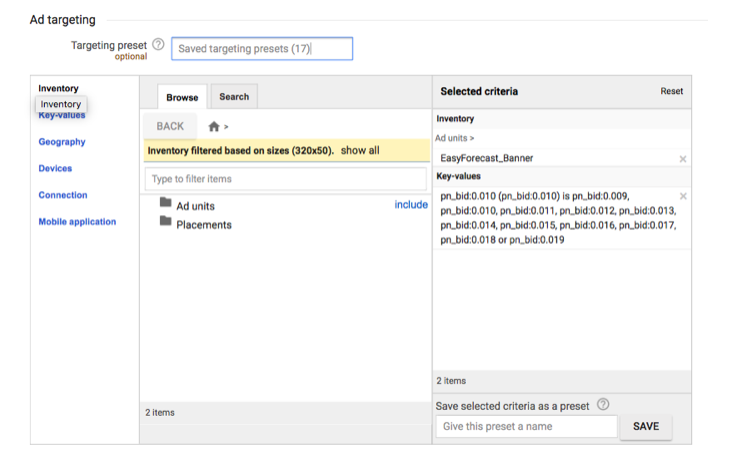 Ad targeting
Targeting preset ?
optional
Saved targeting presets (17)
Inventory
Inventory
Key-values
Geography
Devices
Connection
Mobile application
Browse
Search
BACK
>
Inventory filtered based on sizes (320x50). show all
Type to filter items
Ad units
include
Placements
2 items
Selected criteria
Reset
Inventory
Ad units >
EasyForecast_Banner
Key-values
pn_bid:0.010 (pn_bid:0.010) is pn_bid:0.009,
pn_bid:0.010, pn_bid:0.011, pn_bid:0.012, pn_bid:0.013,
pn_bid:0.014, pn_bid:0.015, pn_bid:0.016, pn_bid:0.017,
pn_bid:0.018 or pn_bid:0.019
2 items
Save selected criteria as a preset ?
Give this preset a name
SAVE